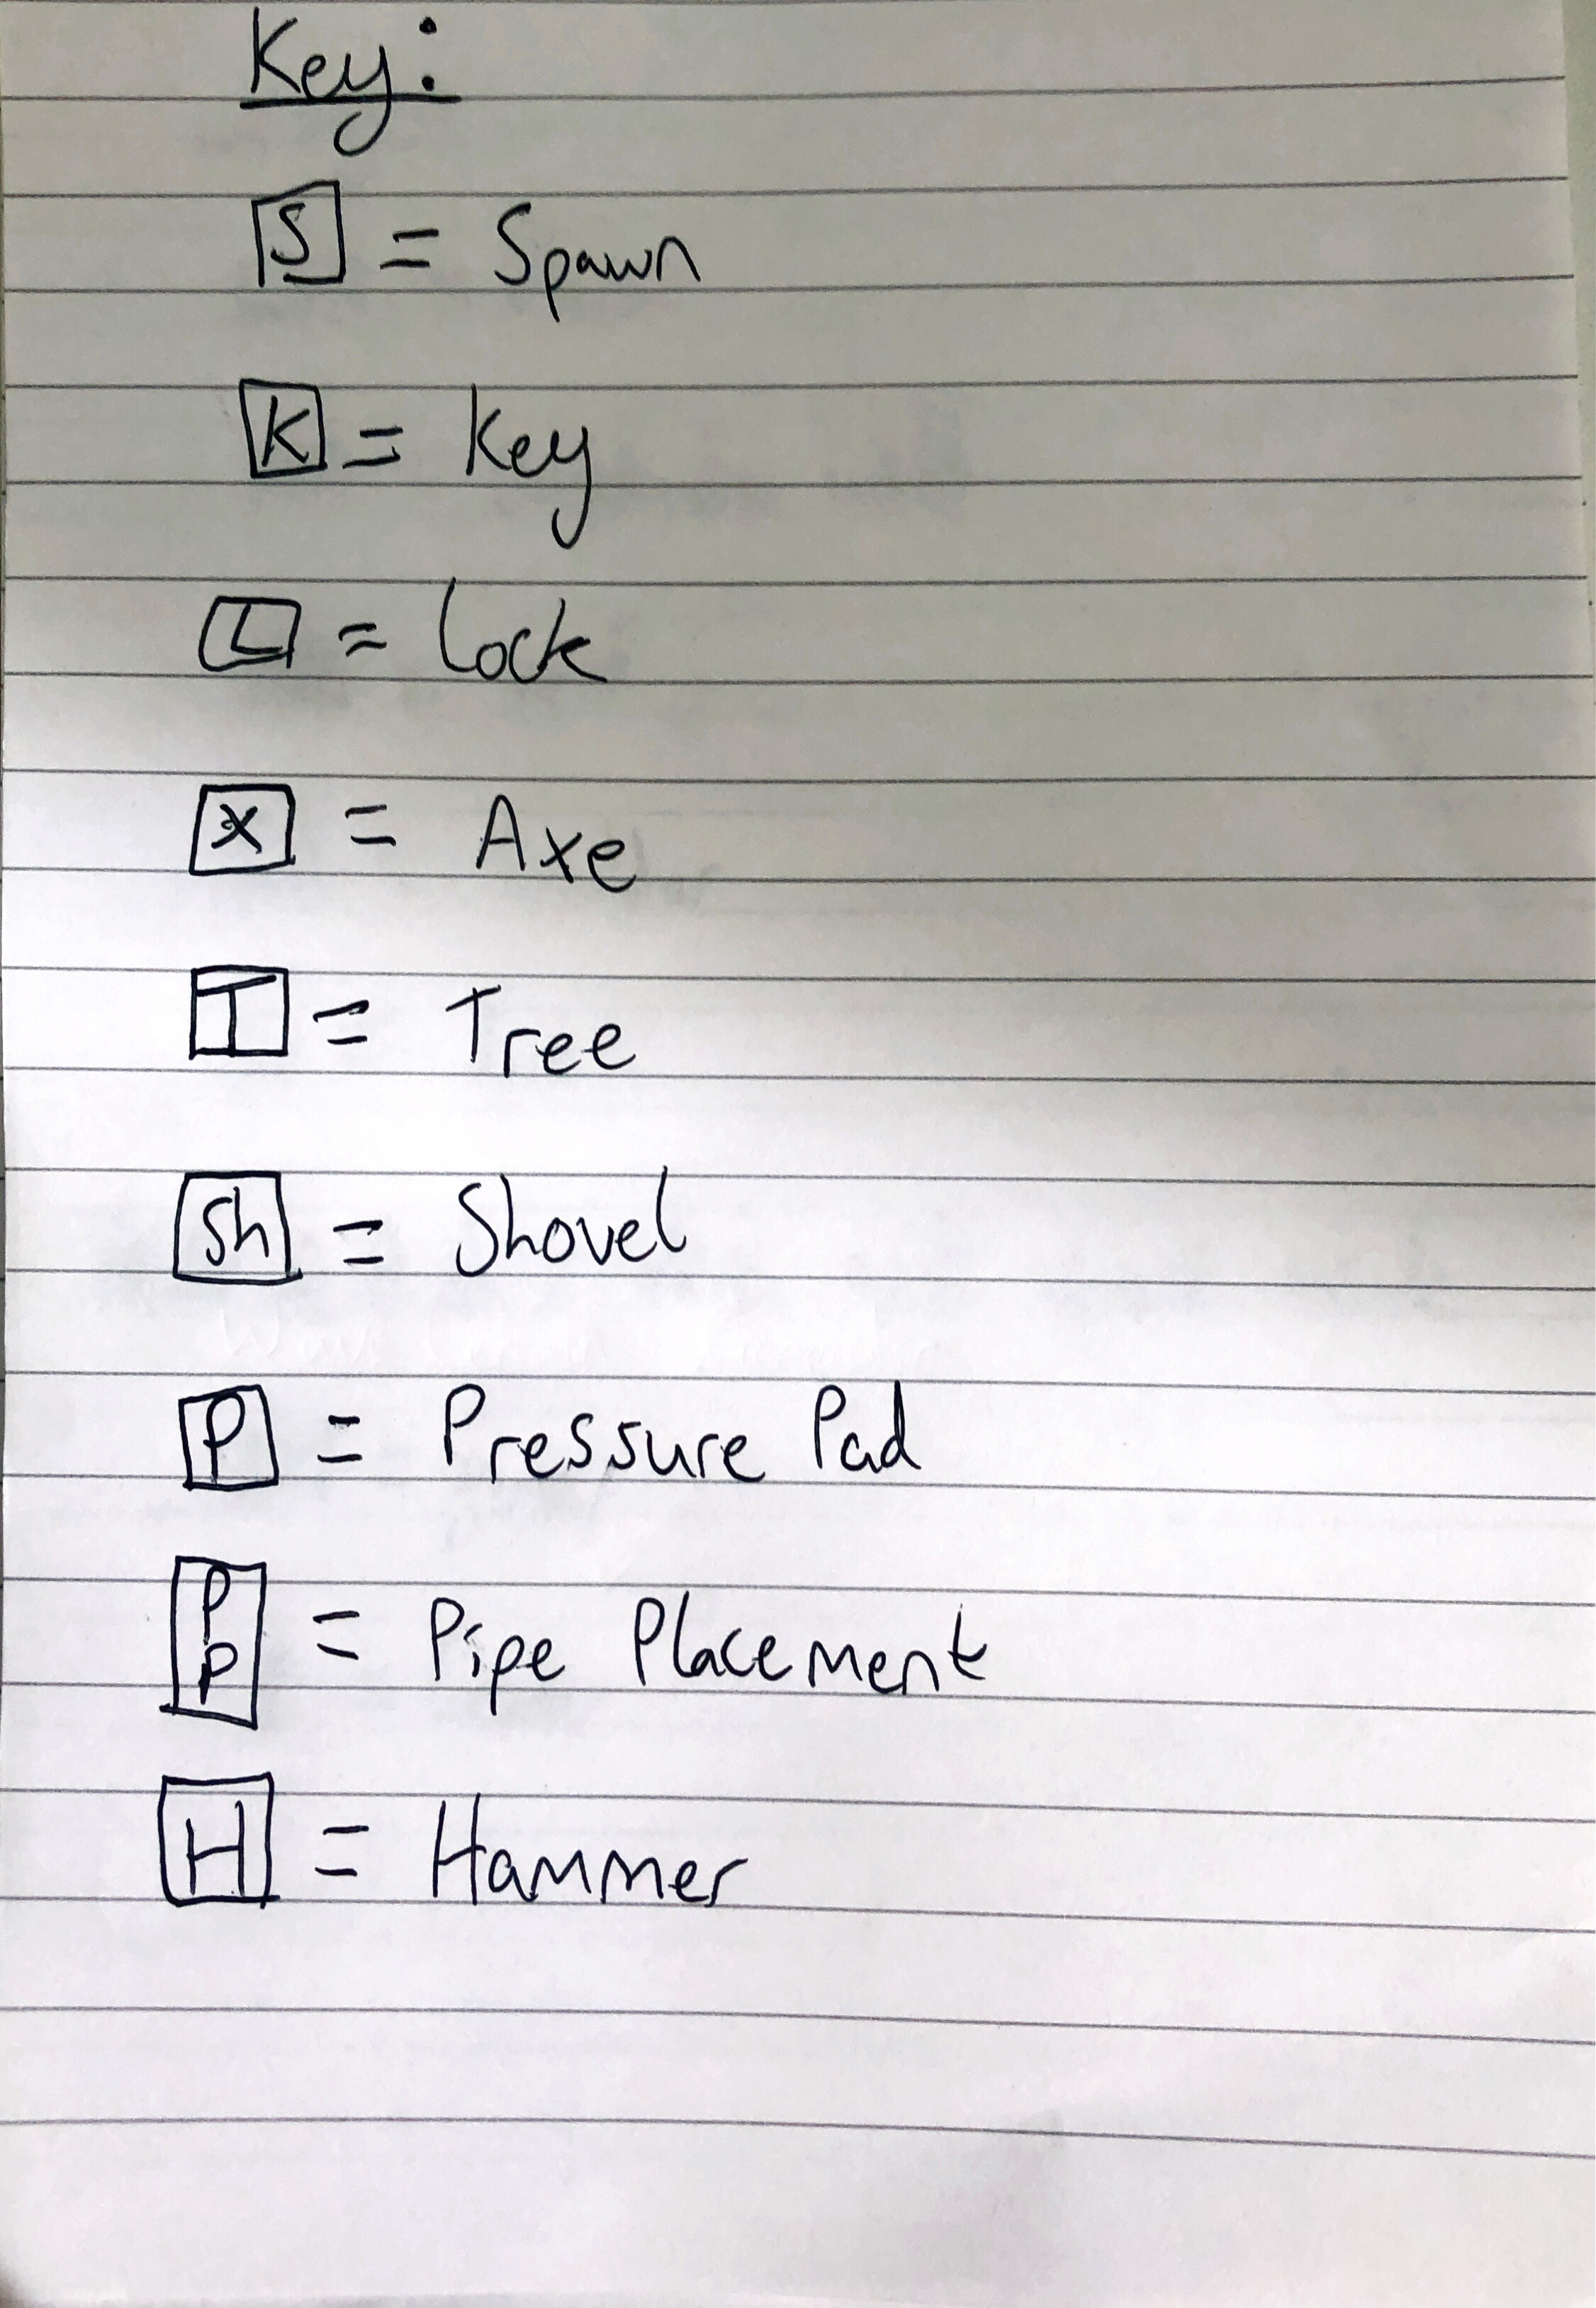 Key:
S = Spawn
K = Key
L = Lock
X = Axe
T = Tree
Sh = Shovel
P = Pressure Pad
P
P = Pipe Placement
H = Hammer